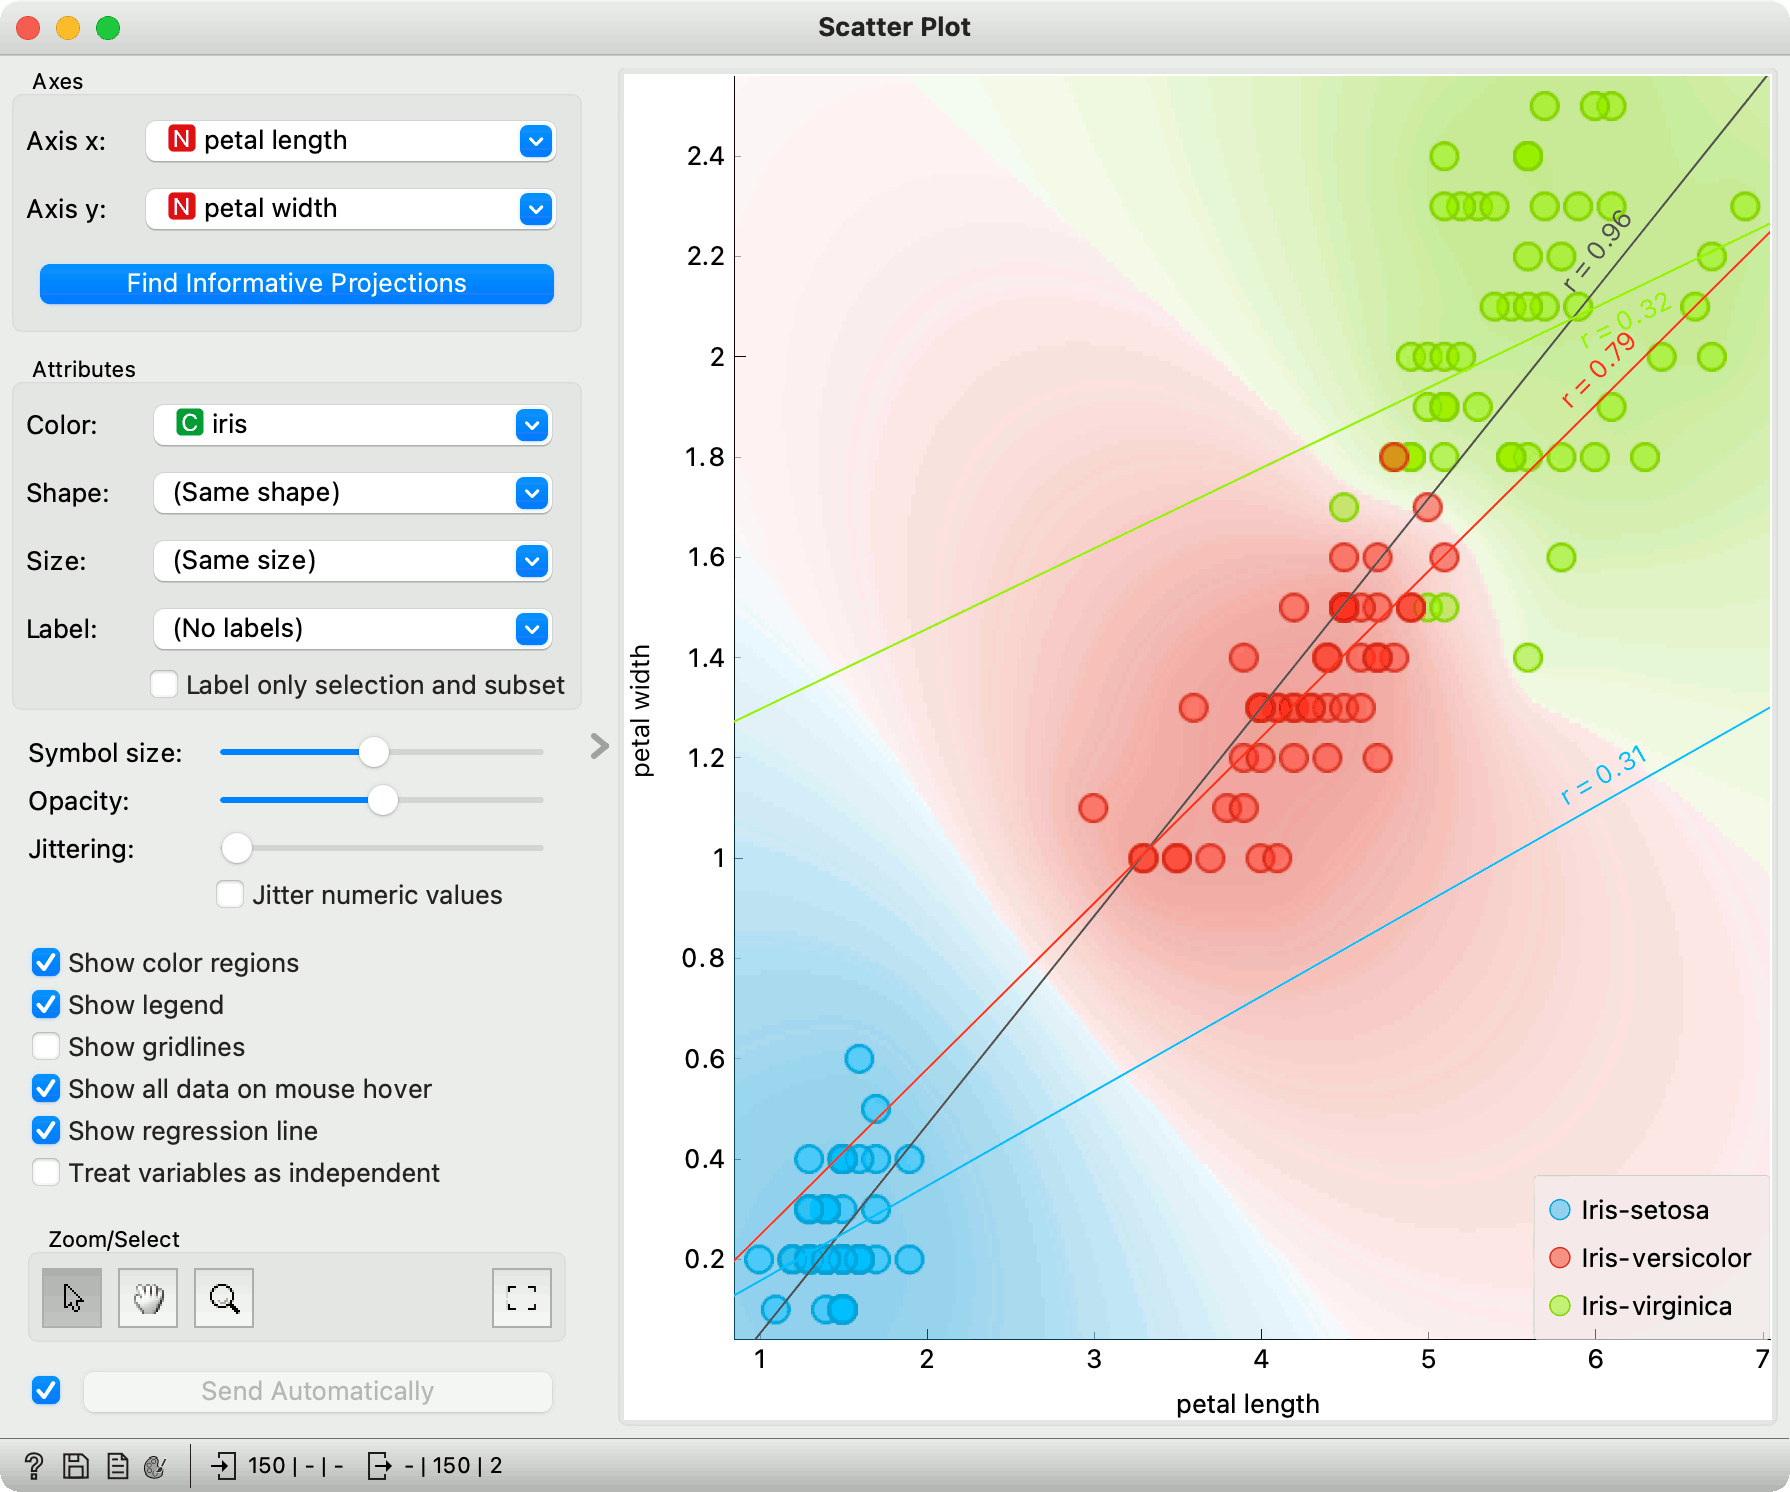 Scatter Plot
Axes
Axis x: N petal length
Axis y: N petal width
Find Informative Projections
Attributes
Color: C iris
Shape: (Same shape)
Size: (Same size)
Label: (No labels)
Label only selection and subset
Symbol size:
Opacity:
Jittering:
Jitter numeric values
Show color regions
Show legend
Show gridlines
Show all data on mouse hover
Show regression line
Treat variables as independent
Zoom/Select
Send Automatically
? 150 | - | - - | 150 | 2
petal width
2.4
2.2
2
1.8
1.6
1.4
1.2
1
0.8
0.6
0.4
0.2
r = 0.96
r = 0.32
r = 0.79
r = 0.31
Iris-setosa
Iris-versicolor
Iris-virginica
1 2 3 4 5 6 7
petal length